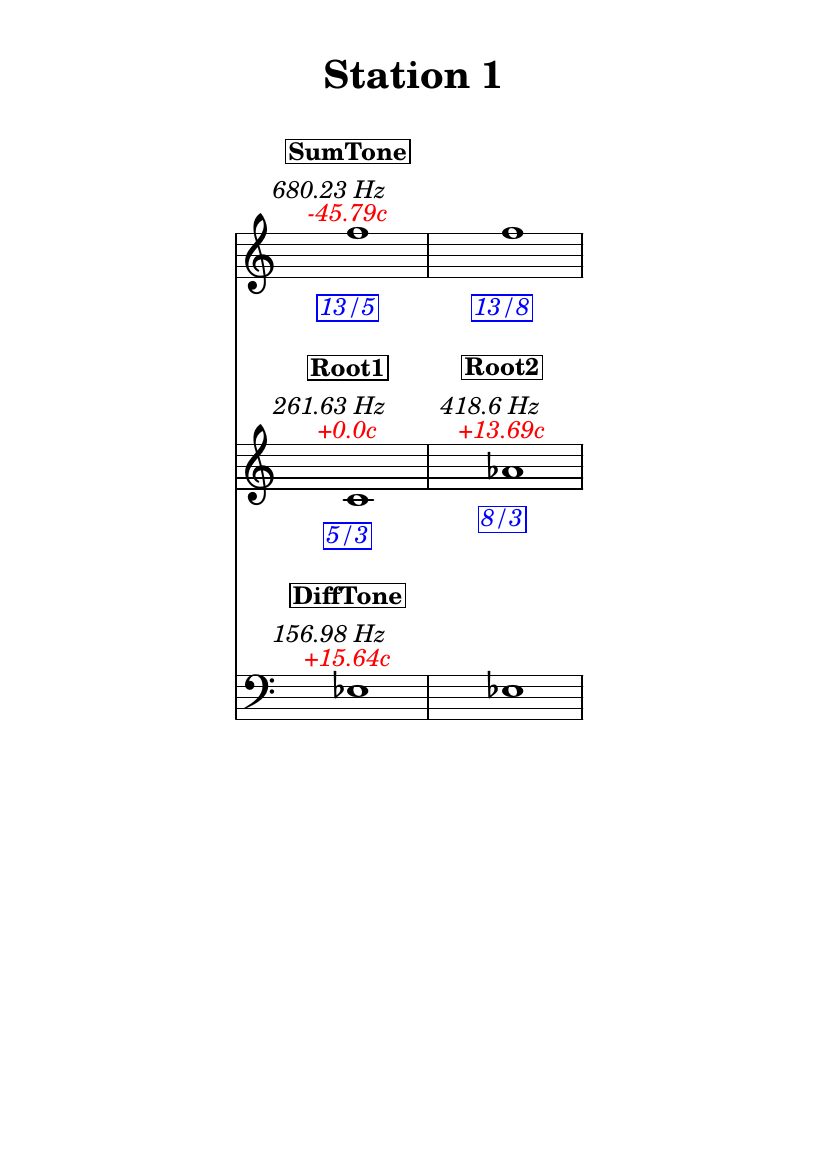 Station 1
SumTone
680.23 Hz
-45.79c
13/5
13/8
Root1
Root2
261.63 Hz
418.6 Hz
+0.0c
+13.69c
5/3
8/3
DiffTone
156.98 Hz
+15.64c